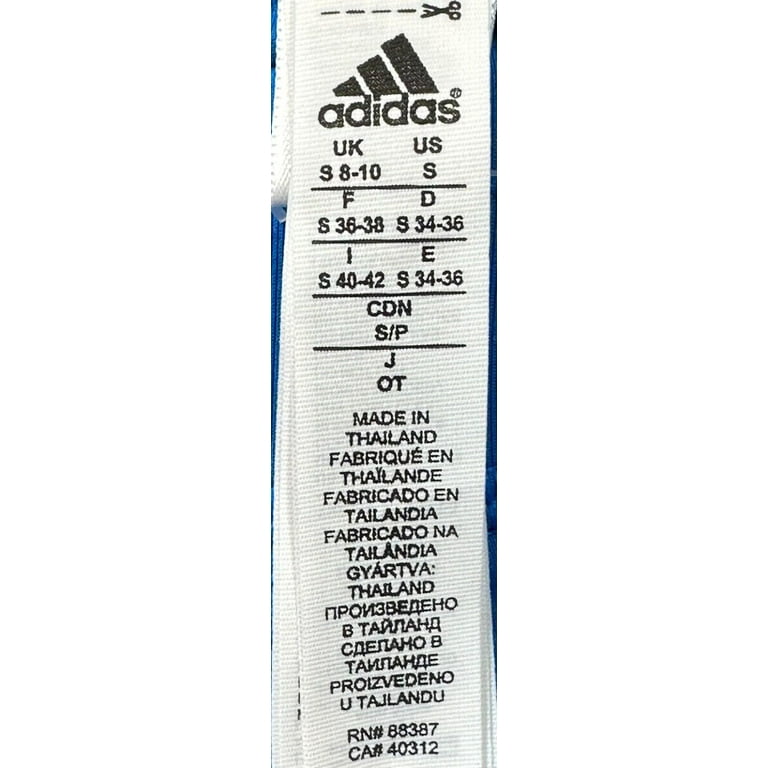 adidas®
UK US
S 8-10 S
F D
S 36-38 S 34-36
I E
S 40-42 S 34-36
CDN
S/P
J
OT
MADE IN
THAILAND
FABRIQUÉ EN
THAÏLANDE
FABRICADO EN
TAILANDIA
FABRICADO NA
TAILÂNDIA
GYÁRTVA:
THAILAND
ПРОИЗВЕДЕНО
В ТАЙЛАНД
СДЕЛАНО В
ТАИЛАНДЕ
PROIZVEDENO
U TAJLANDU
RN# 88387
CA# 40312